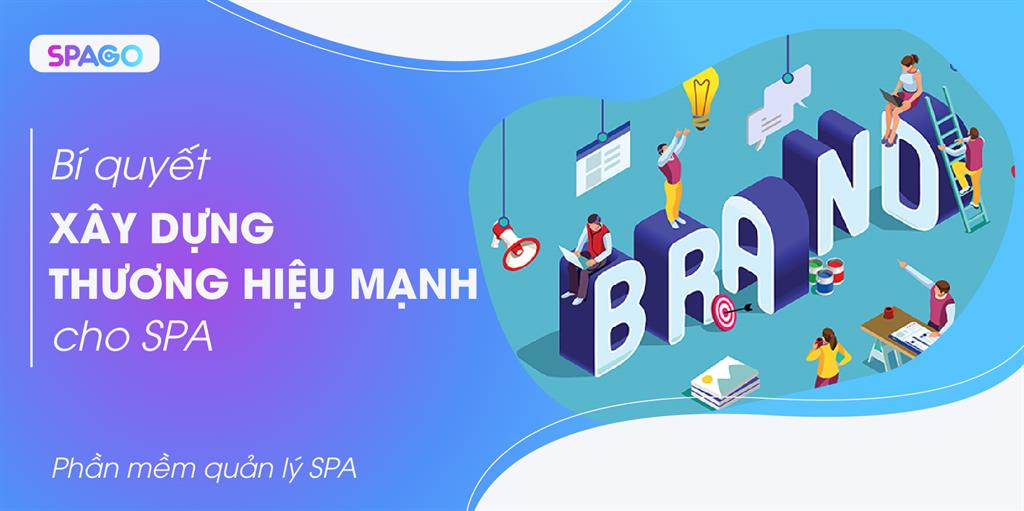 SPAGO
Bí quyết
XÂY DỰNG
THƯƠNG HIỆU MẠNH
cho SPA
BRAND
Phần mềm quản lý SPA